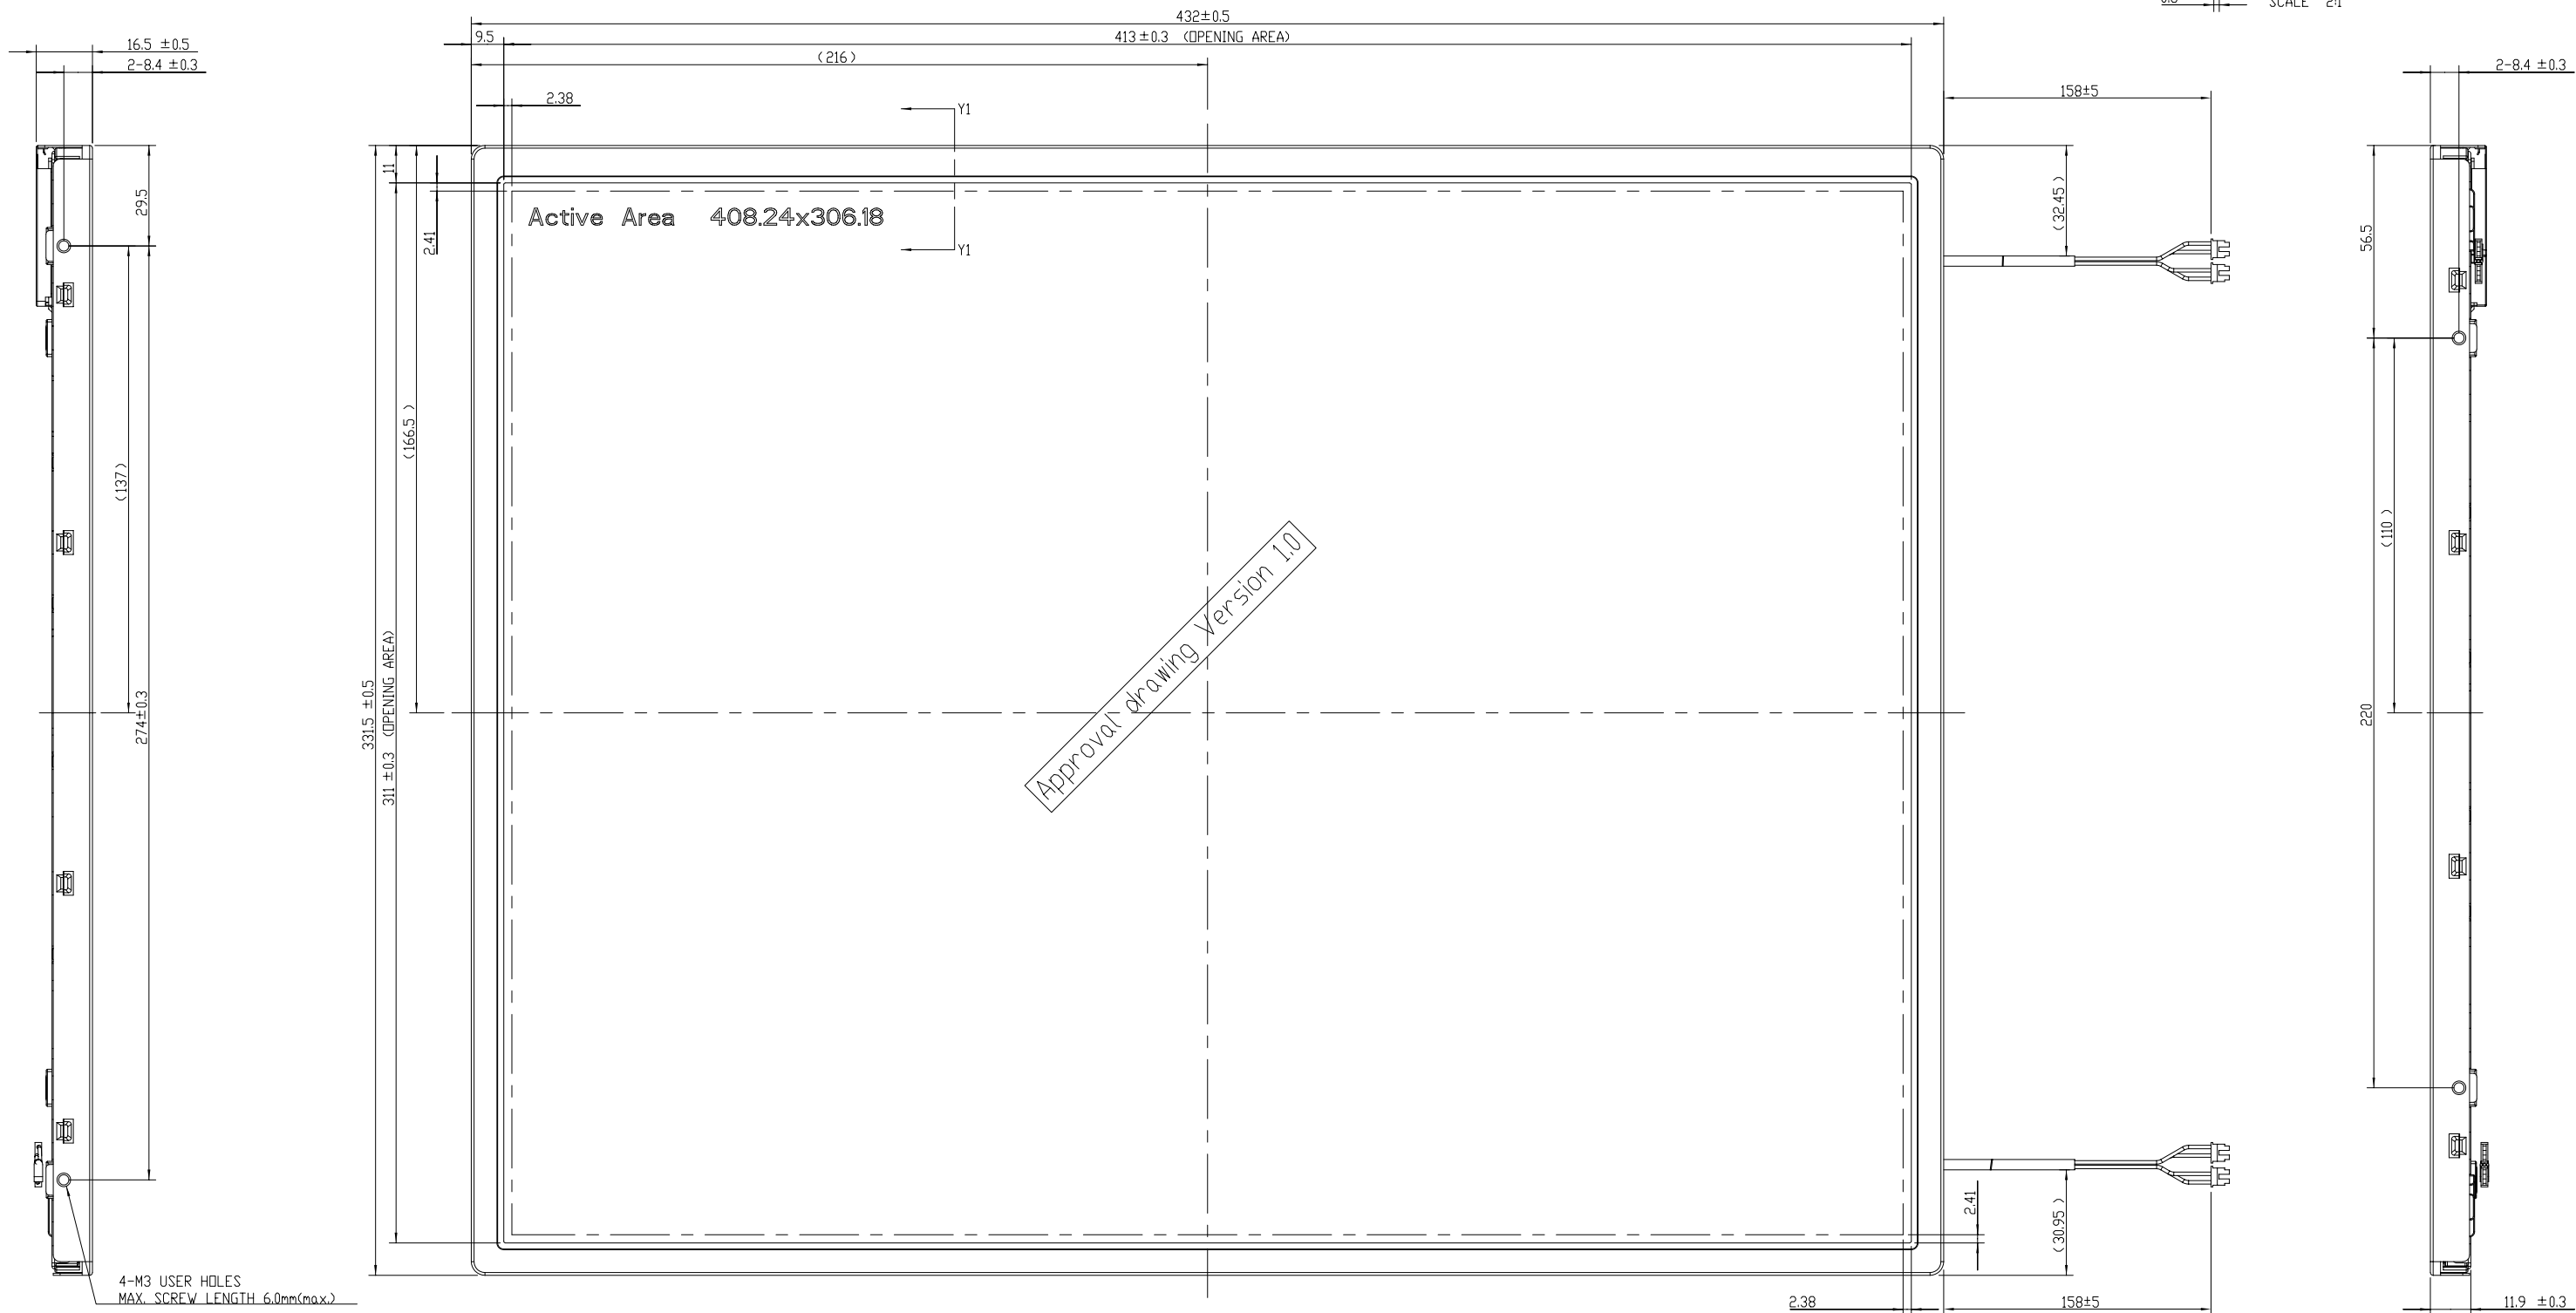 SCALE 2:1
432±0.5
16.5 ±0.5
9.5
413±0.3 (OPENING AREA)
2-8.4 ±0.3
(216)
2-8.4 ±0.3
2.38
158±5
Y1
11
29.5
(32.45)
56.5
Active Area 408.24x306.18
2.41
Y1
(166.5)
(137)
(110)
Approval drawing Version 1.0
331.5 ±0.5
311 ±0.3 (OPENING AREA)
274±0.3
220
2.41
(30.95)
4-M3 USER HOLES
MAX. SCREW LENGTH 6.0mm(max.)
2.38
158±5
11.9 ±0.3